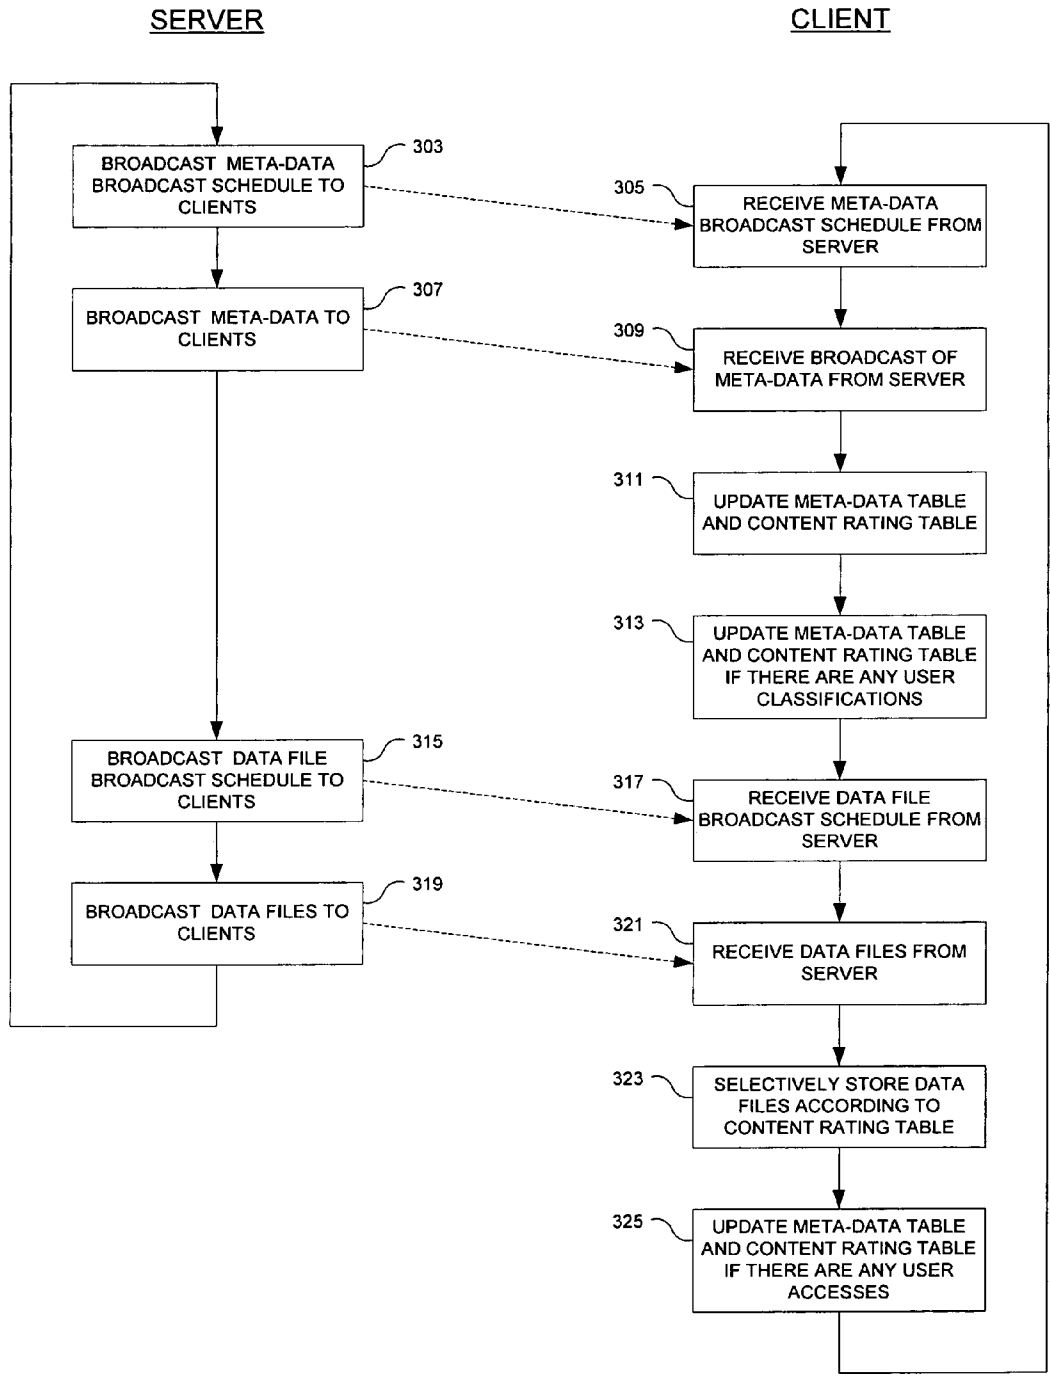 SERVER
CLIENT
303
BROADCAST META-DATA
BROADCAST SCHEDULE TO
CLIENTS
305
RECEIVE META-DATA
BROADCAST SCHEDULE FROM
SERVER
307
BROADCAST META-DATA TO
CLIENTS
309
RECEIVE BROADCAST OF
META-DATA FROM SERVER
311
UPDATE META-DATA TABLE
AND CONTENT RATING TABLE
313
UPDATE META-DATA TABLE
AND CONTENT RATING TABLE
IF THERE ARE ANY USER
CLASSIFICATIONS
315
BROADCAST DATA FILE
BROADCAST SCHEDULE TO
CLIENTS
317
RECEIVE DATA FILE
BROADCAST SCHEDULE FROM
SERVER
319
BROADCAST DATA FILES TO
CLIENTS
321
RECEIVE DATA FILES FROM
SERVER
323
SELECTIVELY STORE DATA
FILES ACCORDING TO
CONTENT RATING TABLE
325
UPDATE META-DATA TABLE
AND CONTENT RATING TABLE
IF THERE ARE ANY USER
ACCESSES